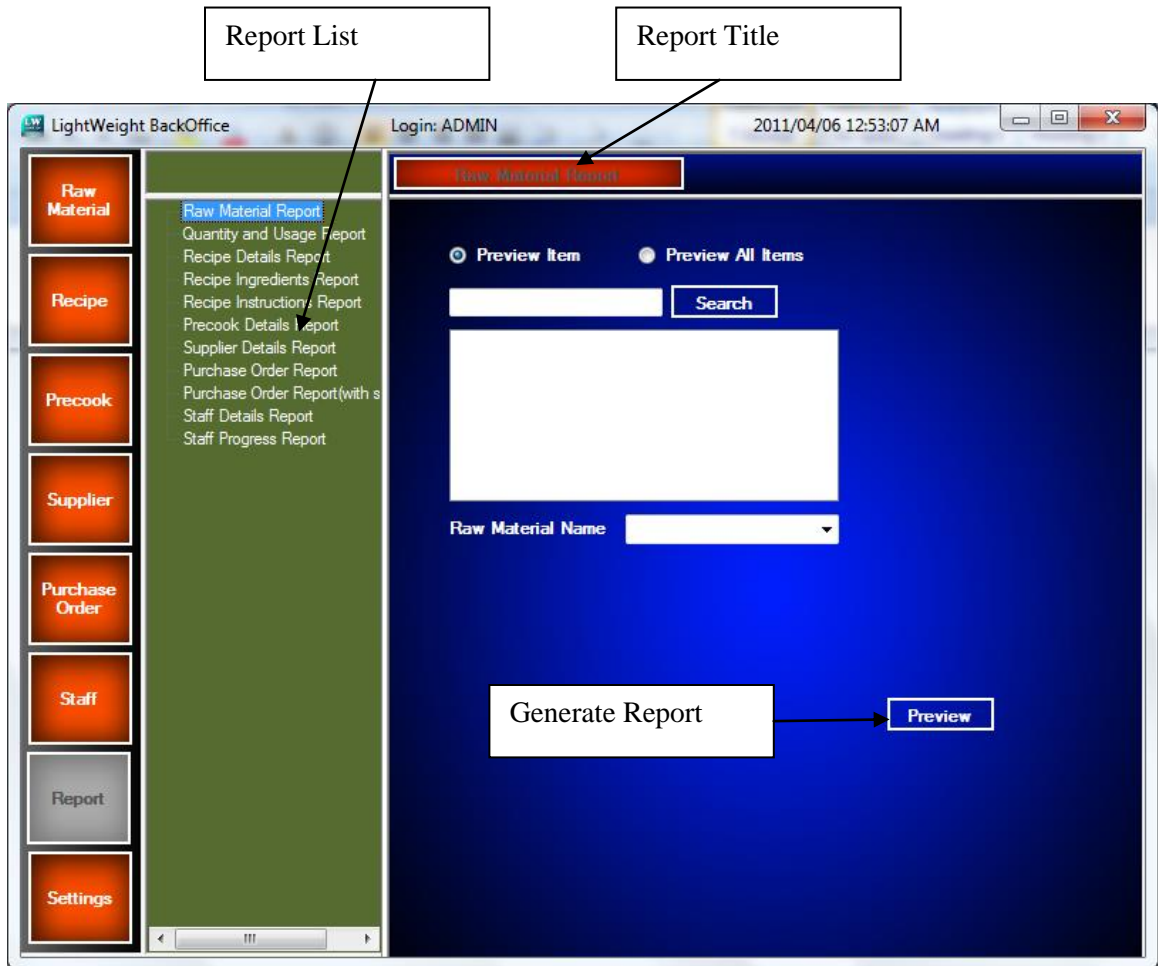 Report List
Report Title
LightWeight BackOffice
Login: ADMIN
2011/04/06 12:53:07 AM
Raw
Material
Recipe
Precook
Supplier
Purchase
Order
Staff
Report
Settings
Raw Material Report
Quantity and Usage Report
Recipe Details Report
Recipe Ingredients Report
Recipe Instructions Report
Precook Details Report
Supplier Details Report
Purchase Order Report
Purchase Order Report(with s
Staff Details Report
Staff Progress Report
Raw Material Report
Preview Item
Preview All Items
Search
Raw Material Name
Generate Report
Preview